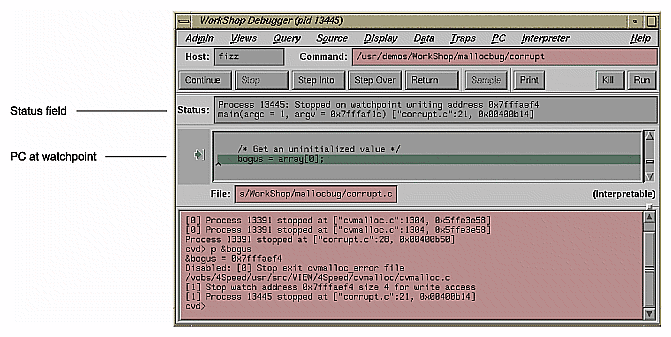 WorkShop Debugger (pid 13445)
Admin Views Query Source Display Data Traps PC Interpreter Help
Host: fizz Command: /usr/demos/WorkShop/mallocbug/corrupt
Continue Stop Step Into Step Over Return Sample Print Kill Run
Status field
Status: Process 13445: Stopped on watchpoint writing address 0x7fffaef4
main(argc = 1, argv = 0x7fffaf1c) ["corrupt.c":21, 0x00400b14]
PC at watchpoint
/* Get an uninitialized value */
bogus = array[0];
File: s/WorkShop/mallocbug/corrupt.c (Interpretable)
[0] Process 13391 stopped at ["cvmalloc.c":1304, 0x5ffe3e58]
[0] Process 13391 stopped at ["cvmalloc.c":1304, 0x5ffe3e58]
Process 13391 stopped at ["corrupt.c":20, 0x00400b50]
cvd> p &bogus
&bogus = 0x7fffaef4
Disabled: [0] Stop exit cvmalloc_error file
/vobs/4Speed/usr/src/VIEW/4Speed/cvmalloc/cvmalloc.c
[1] Stop watch address 0x7fffaef4 size 4 for write access
[1] Process 13445 stopped at ["corrupt.c":21, 0x00400b14]
cvd>